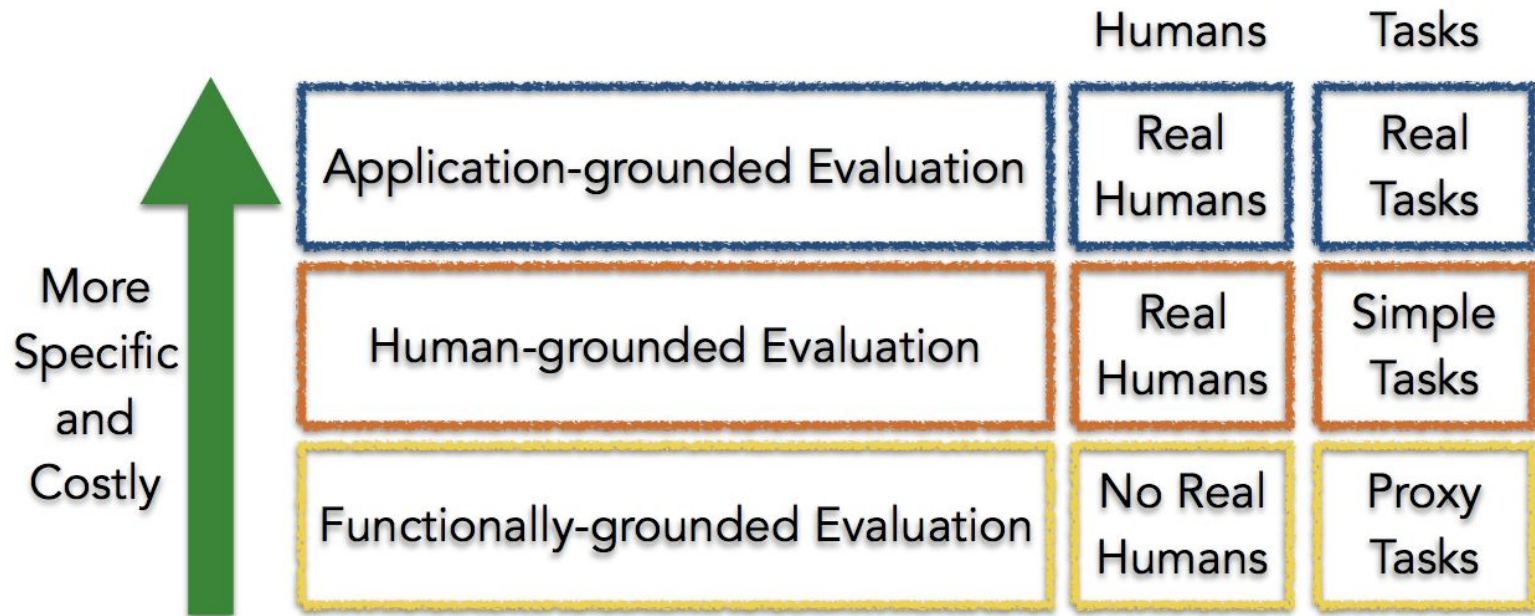 Humans Tasks
Application-grounded Evaluation
Real
Humans
Real
Tasks
More
Specific
and
Costly
Human-grounded Evaluation
Real
Humans
Simple
Tasks
Functionally-grounded Evaluation
No Real
Humans
Proxy
Tasks